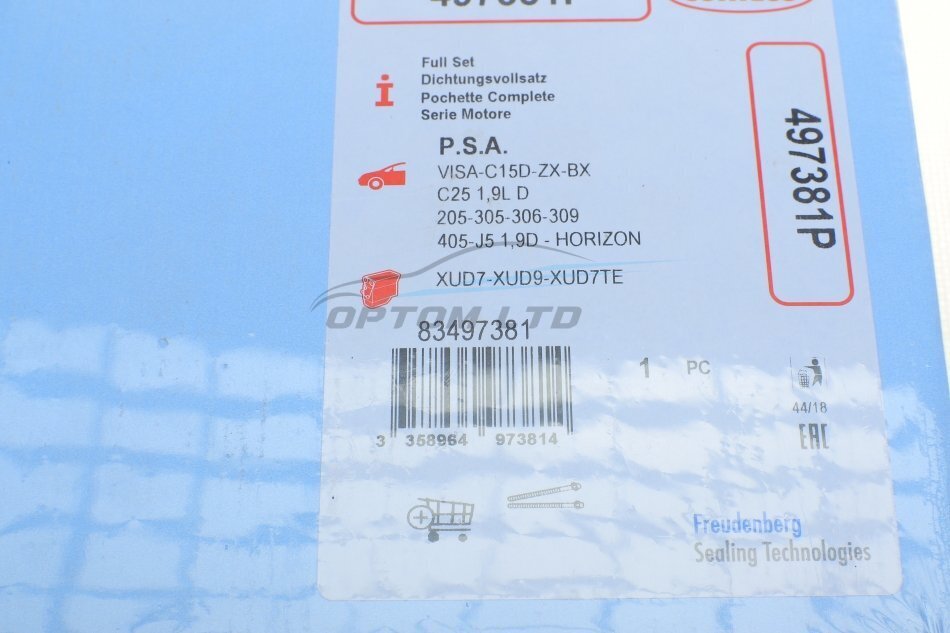 497381P
Full Set
Dichtungsvollsatz
Pochette Complete
Serie Motore
P.S.A.
VISA-C15D-ZX-BX
C25 1,9L D
205-305-306-309
405-J5 1,9D - HORIZON
XUD7-XUD9-XUD7TE
OPTOM LTD
83497381
3 358964 973814
1 PC
44/18
EAC
497381P
Freudenberg
Sealing Technologies